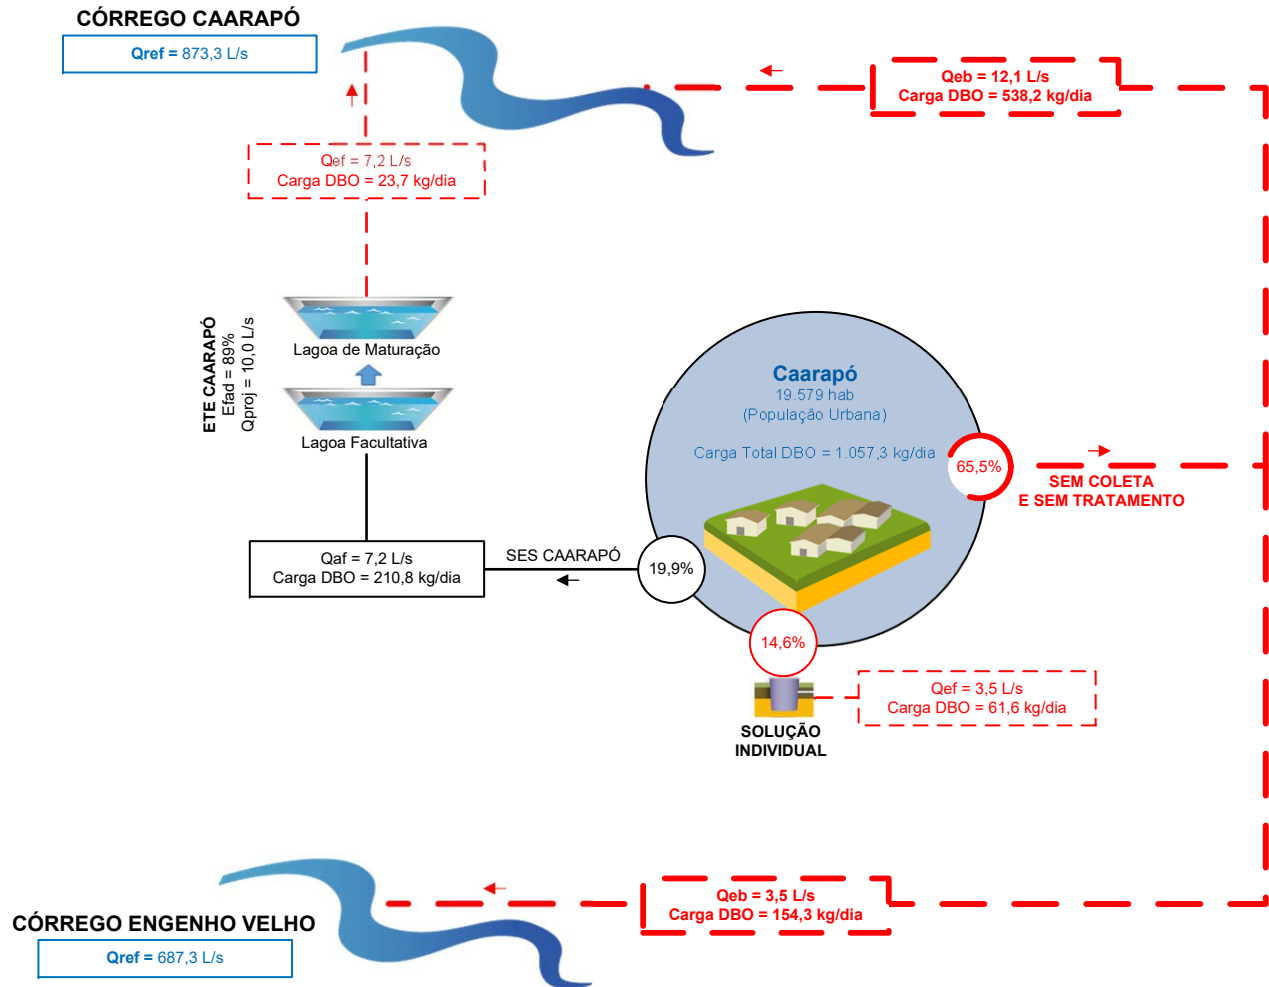 CÓRREGO CAARAPÓ
Qref = 873,3 L/s
Qeb = 12,1 L/s
Carga DBO = 538,2 kg/dia
Qef = 7,2 L/s
Carga DBO = 23,7 kg/dia
ETE CAARAPÓ
Efad = 89%
Qproj = 10,0 L/s
Lagoa de Maturação
Lagoa Facultativa
Caarapó
19.579 hab
(População Urbana)
Carga Total DBO = 1.057,3 kg/dia
65,5%
SEM COLETA
E SEM TRATAMENTO
Qaf = 7,2 L/s
Carga DBO = 210,8 kg/dia
SES CAARAPÓ
19,9%
14,6%
Qef = 3,5 L/s
Carga DBO = 61,6 kg/dia
SOLUÇÃO
INDIVIDUAL
Qeb = 3,5 L/s
Carga DBO = 154,3 kg/dia
CÓRREGO ENGENHO VELHO
Qref = 687,3 L/s